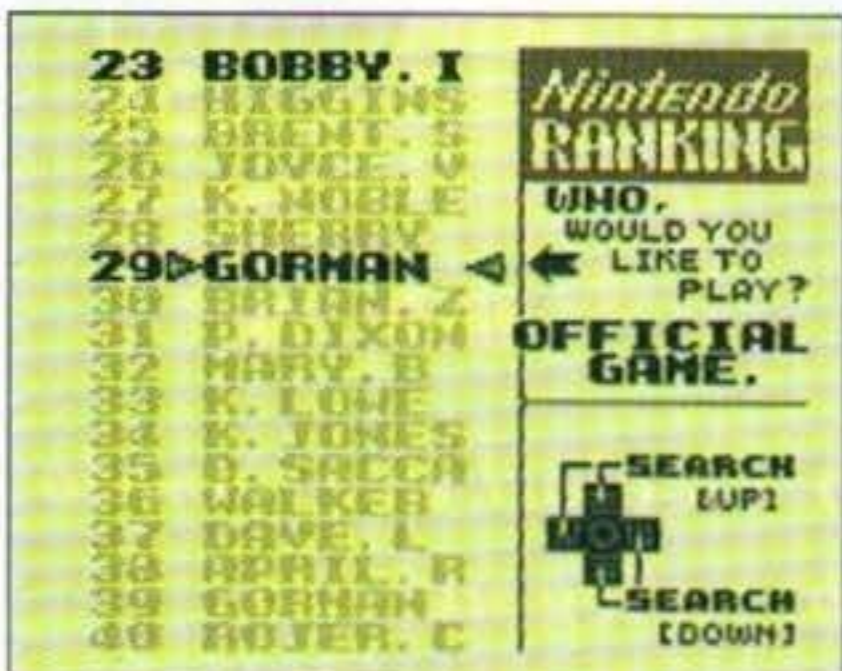 23 BOBBY. I
24 HIGGINS
25 BRENT. S
26 JOYCE. V
27 K. NOBLE
28 SHERRY
29 GORMAN
30 BRIAN. Z
31 P. DIXON
32 MARY. B
33 K. LOWE
34 K. JONES
35 D. SACCA
36 WALKER
37 DAVE. L
38 APRIL. R
39 GORMAN
40 ROJER. C
Nintendo
RANKING
WHO,
WOULD YOU
LIKE TO
PLAY?
OFFICIAL
GAME.
SEARCH
[UP]
SEARCH
[DOWN]